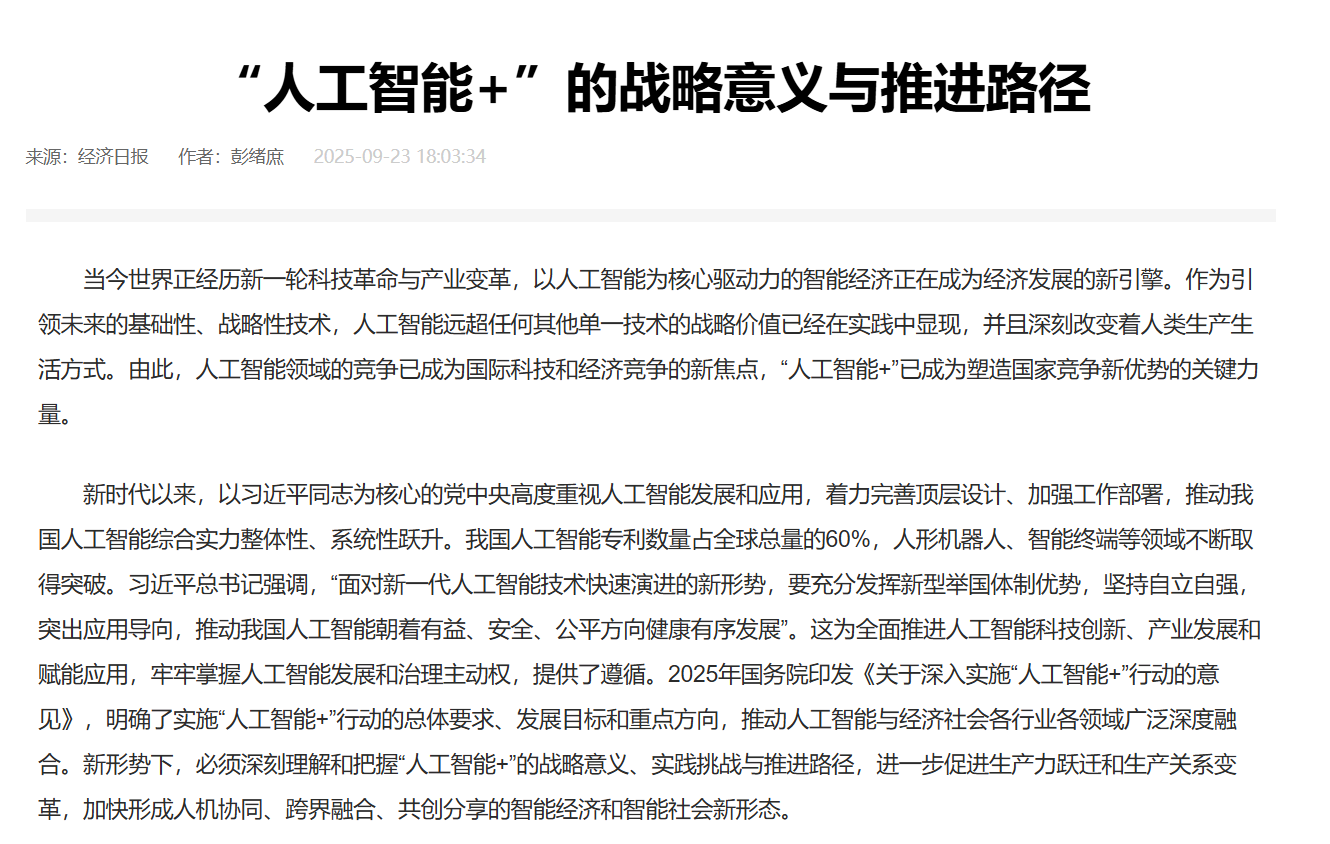 “人工智能+”的战略意义与推进路径
来源：经济日报 作者：彭绪庶 2025-09-23 18:03:34
当今世界正经历新一轮科技革命与产业变革，以人工智能为核心驱动力的智能经济正在成为经济发展的新引擎。作为引
领未来的基础性、战略性技术，人工智能远超任何其他单一技术的战略价值已经在实践中显现，并且深刻改变着人类生产生
活方式。由此，人工智能领域的竞争已成为国际科技和经济竞争的新焦点，“人工智能+”已成为塑造国家竞争新优势的关键力
量。
新时代以来，以习近平同志为核心的党中央高度重视人工智能发展和应用，着力完善顶层设计、加强工作部署，推动我
国人工智能综合实力整体性、系统性跃升。我国人工智能专利数量占全球总量的60%，人形机器人、智能终端等领域不断取
得突破。习近平总书记强调，“面对新一代人工智能技术快速演进的新形势，要充分发挥新型举国体制优势，坚持自立自强，
突出应用导向，推动我国人工智能朝着有益、安全、公平方向健康有序发展”。这为全面推进人工智能科技创新、产业发展和
赋能应用，牢牢掌握人工智能发展和治理主动权，提供了遵循。2025年国务院印发《关于深入实施“人工智能+”行动的意
见》，明确了实施“人工智能+”行动的总体要求、发展目标和重点方向，推动人工智能与经济社会各行业各领域广泛深度融
合。新形势下，必须深刻理解和把握“人工智能+”的战略意义、实践挑战与推进路径，进一步促进生产力跃迁和生产关系变
革，加快形成人机协同、跨界融合、共创分享的智能经济和智能社会新形态。